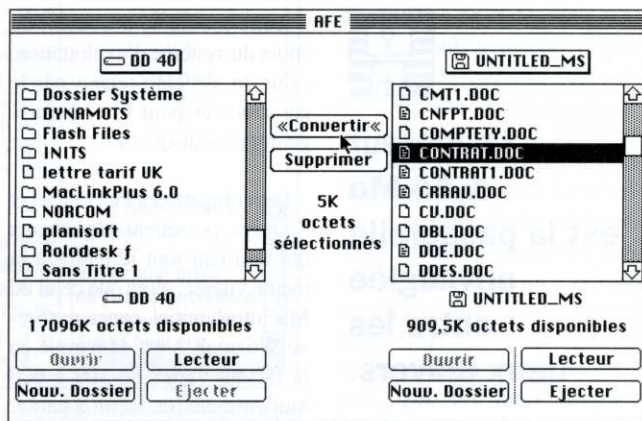 AFE
DD 40
Dossier Système
DYNAMOTS
Flash Files
INITS
lettre tarif UK
MacLinkPlus 6.0
NORCOM
planisoft
Ramdesk f
Sans Titre 1
DD 40
17096K octets disponibles
Ouvrir
Lecteur
Nouv. Dossier
Ejecter
«Convertir«
Supprimer
5K
octets
sélectionnés
UNTITLED_MS
CMT1.DOC
CNFPT.DOC
COMPTETY.DOC
CONTRAT.DOC
CONTRAT1.DOC
CRRAV.DOC
CV.DOC
DBL.DOC
DDE.DOC
DDES.DOC
UNTITLED_MS
909,5K octets disponibles
Ouvrir
Lecteur
Nouv. Dossier
Ejecter